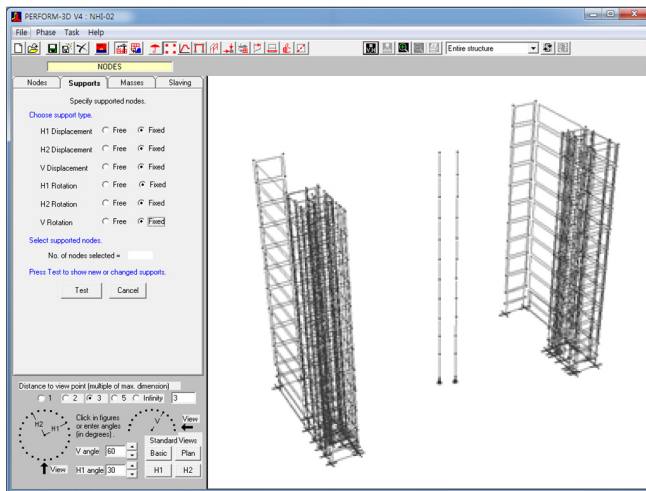 PERFORM-3D V4 : NHI-02
File Phase Task Help
Entire structure
NODES
Nodes Supports Masses Slaving
Specify supported nodes.
Choose support type.
H1 Displacement Free Fixed
H2 Displacement Free Fixed
V Displacement Free Fixed
H1 Rotation Free Fixed
H2 Rotation Free Fixed
V Rotation Free Fixed
Select supported nodes.
No. of nodes selected =
Press Test to show new or changed supports.
Test Cancel
Distance to view point (multiple of max. dimension)
1 2 3 5 Infinity 3
Click in figures
or enter angles
(in degrees) .
H2 H1
V
View
Standard Views
V angle 60
Basic Plan
View
H1 angle 30
H1 H2